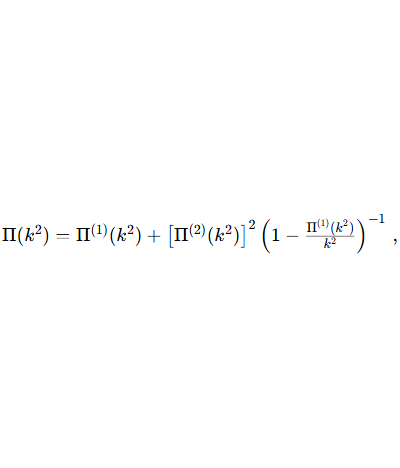 Π(k²) = Π⁽¹⁾(k²) + [Π⁽²⁾(k²)]² (1 − Π⁽¹⁾(k²)/k²)⁻¹ ,